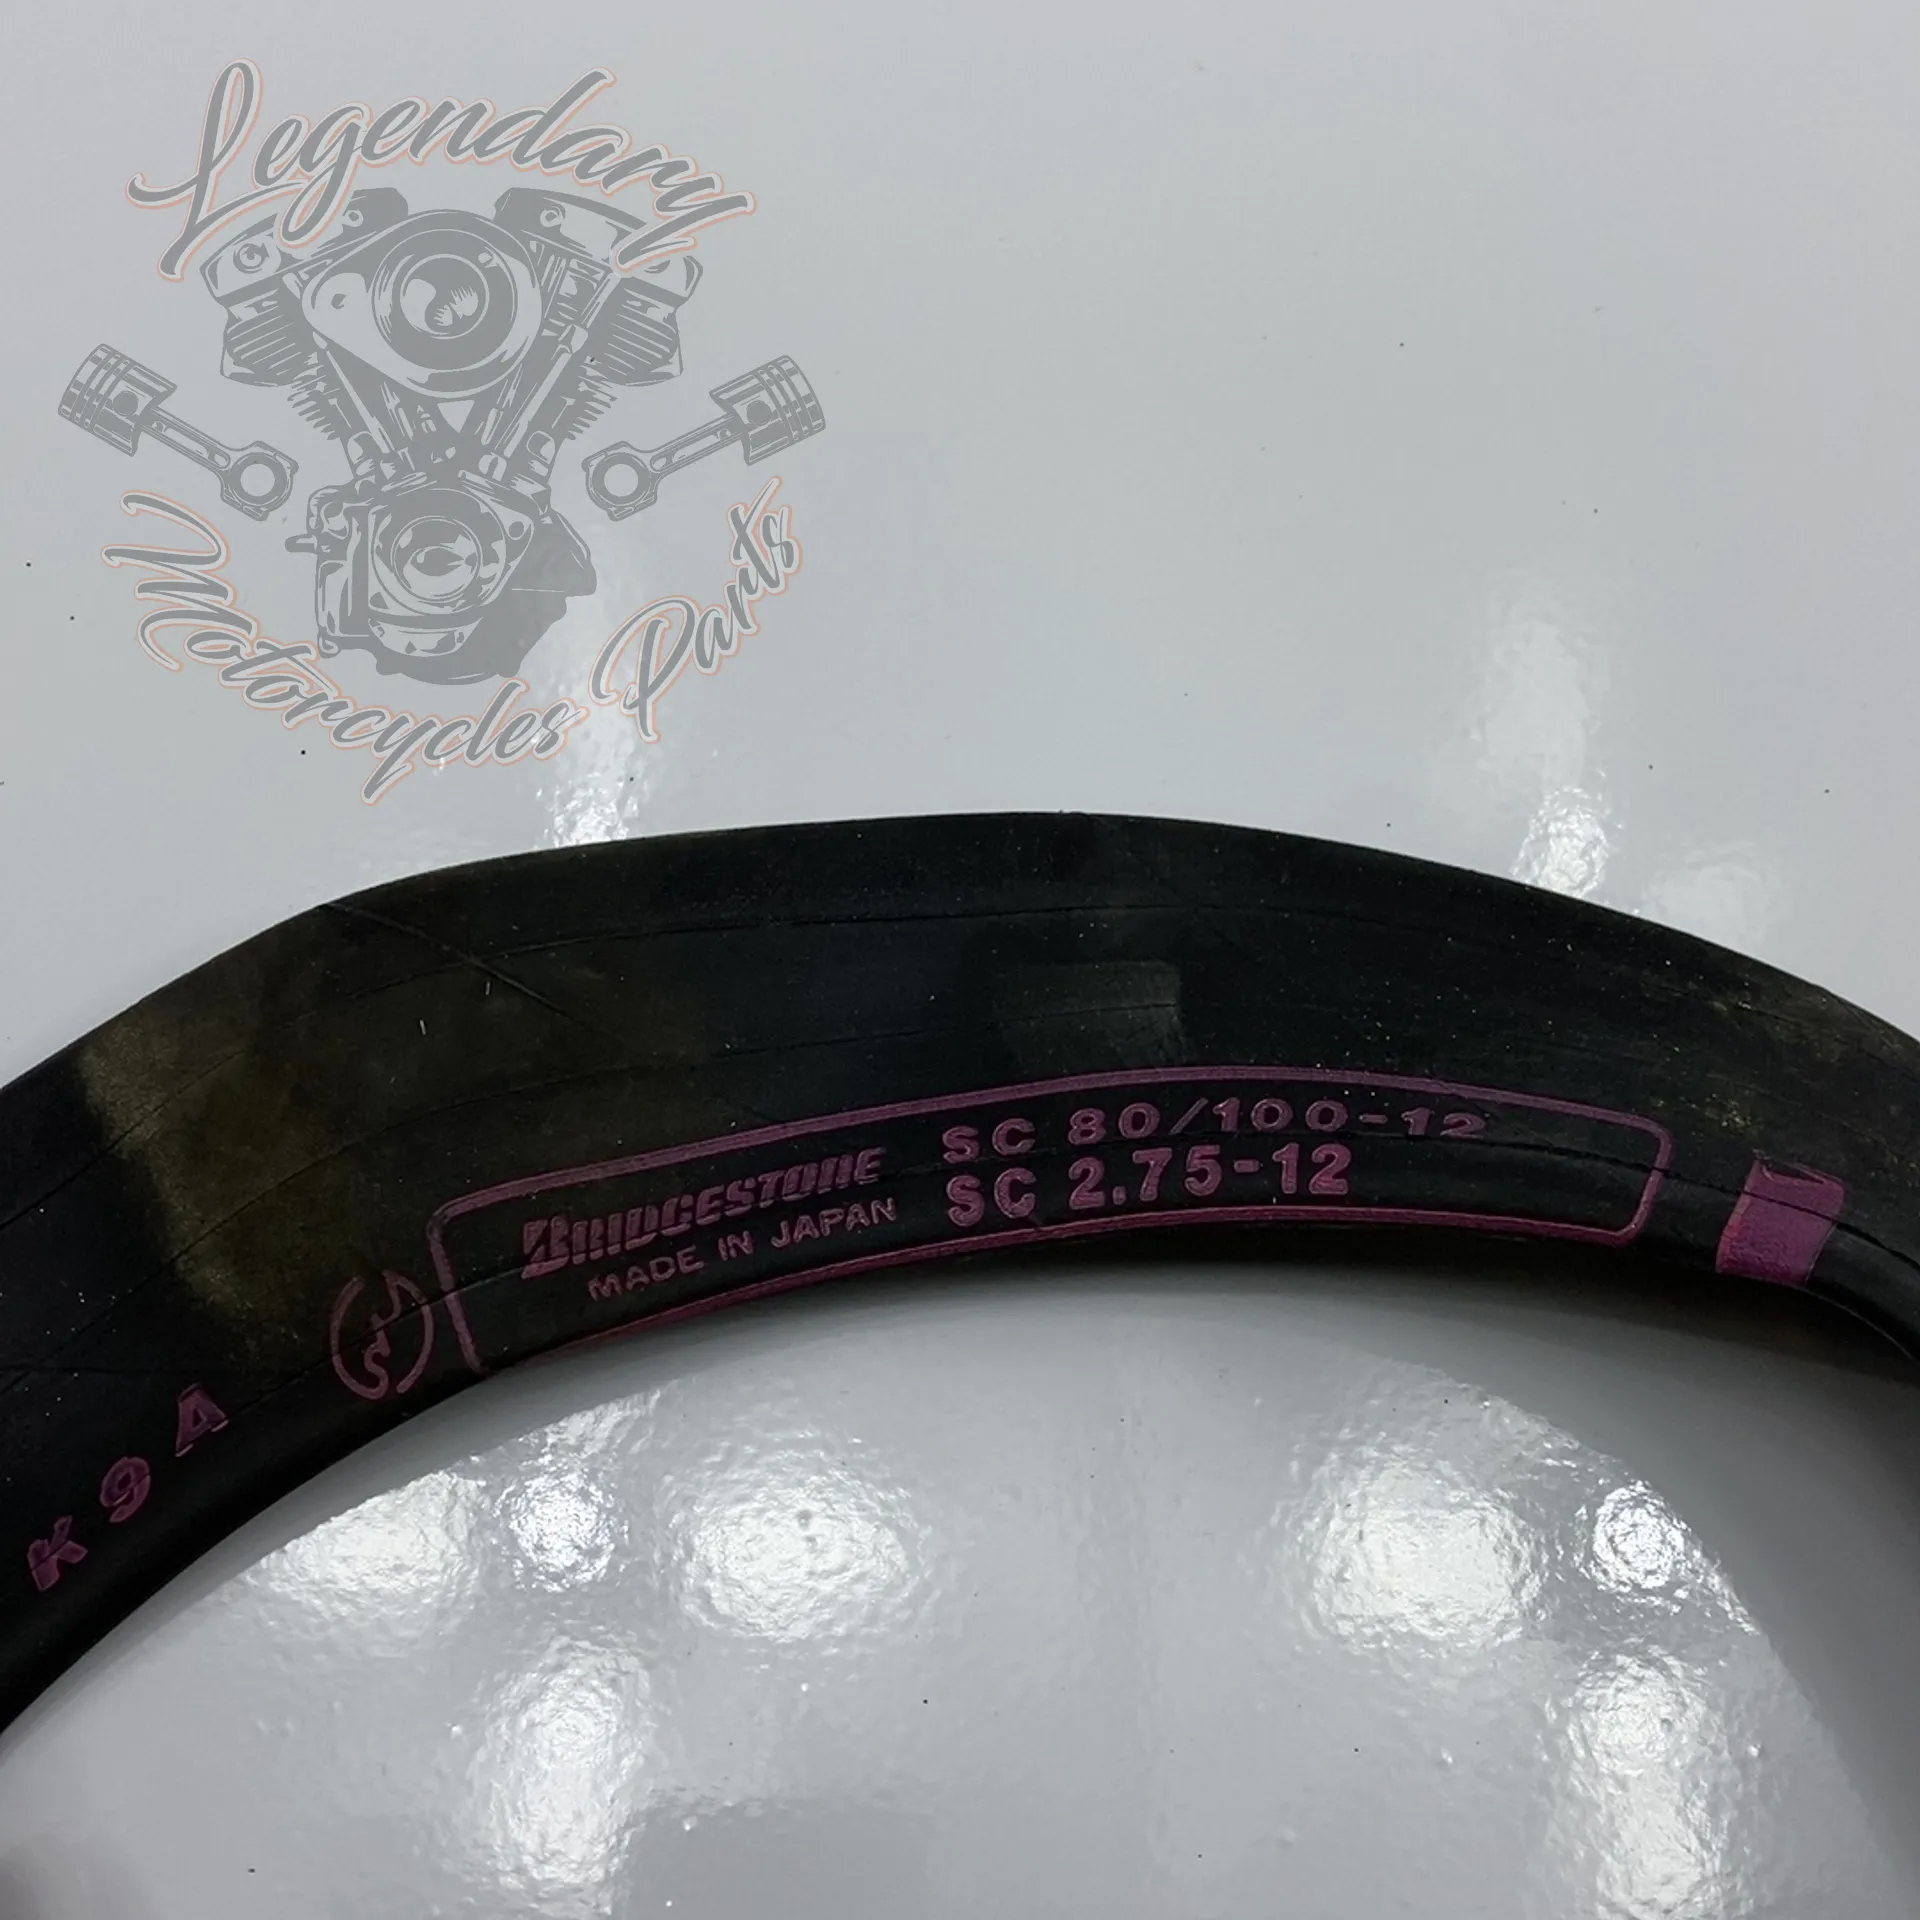 Legendary
Motorcycles Parts
BRIDGESTONE
MADE IN JAPAN
SC 80/100-12
SC 2.75-12
K9A